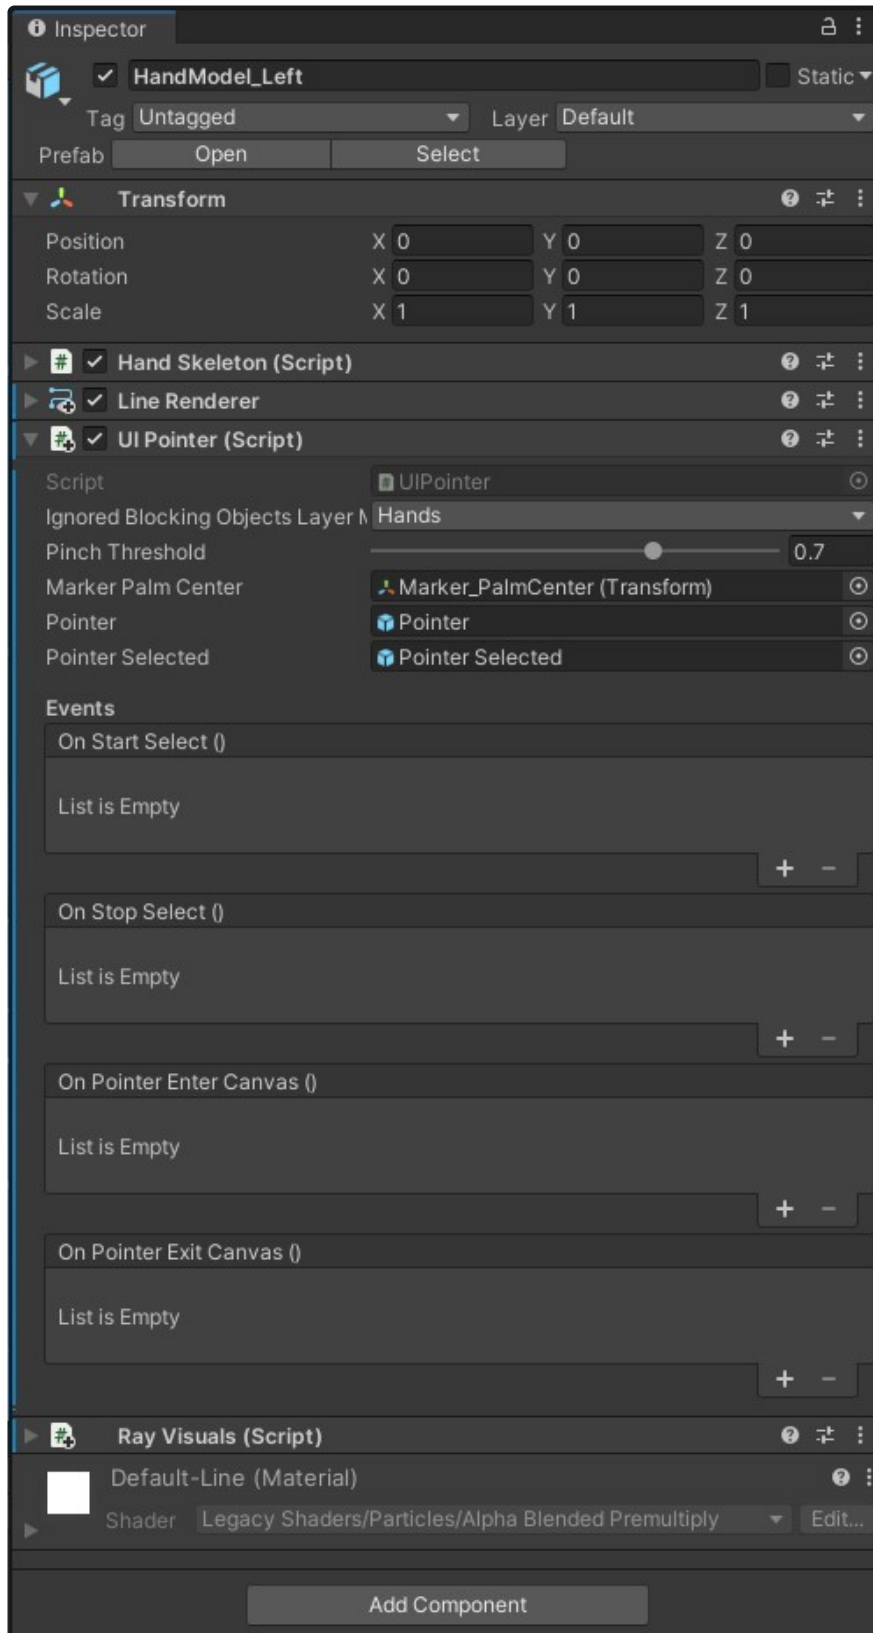 Inspector
HandModel_Left Static
Tag Untagged Layer Default
Prefab Open Select
Transform
Position X 0 Y 0 Z 0
Rotation X 0 Y 0 Z 0
Scale X 1 Y 1 Z 1
# Hand Skeleton (Script)
Line Renderer
# UI Pointer (Script)
Script # UIPointer
Ignored Blocking Objects Layer M Hands
Pinch Threshold 0.7
Marker Palm Center Marker_PalmCenter (Transform)
Pointer Pointer
Pointer Selected Pointer Selected
Events
On Start Select ()
List is Empty
+ −
On Stop Select ()
List is Empty
+ −
On Pointer Enter Canvas ()
List is Empty
+ −
On Pointer Exit Canvas ()
List is Empty
+ −
# Ray Visuals (Script)
Default-Line (Material)
Shader Legacy Shaders/Particles/Alpha Blended Premultiply Edit...
Add Component